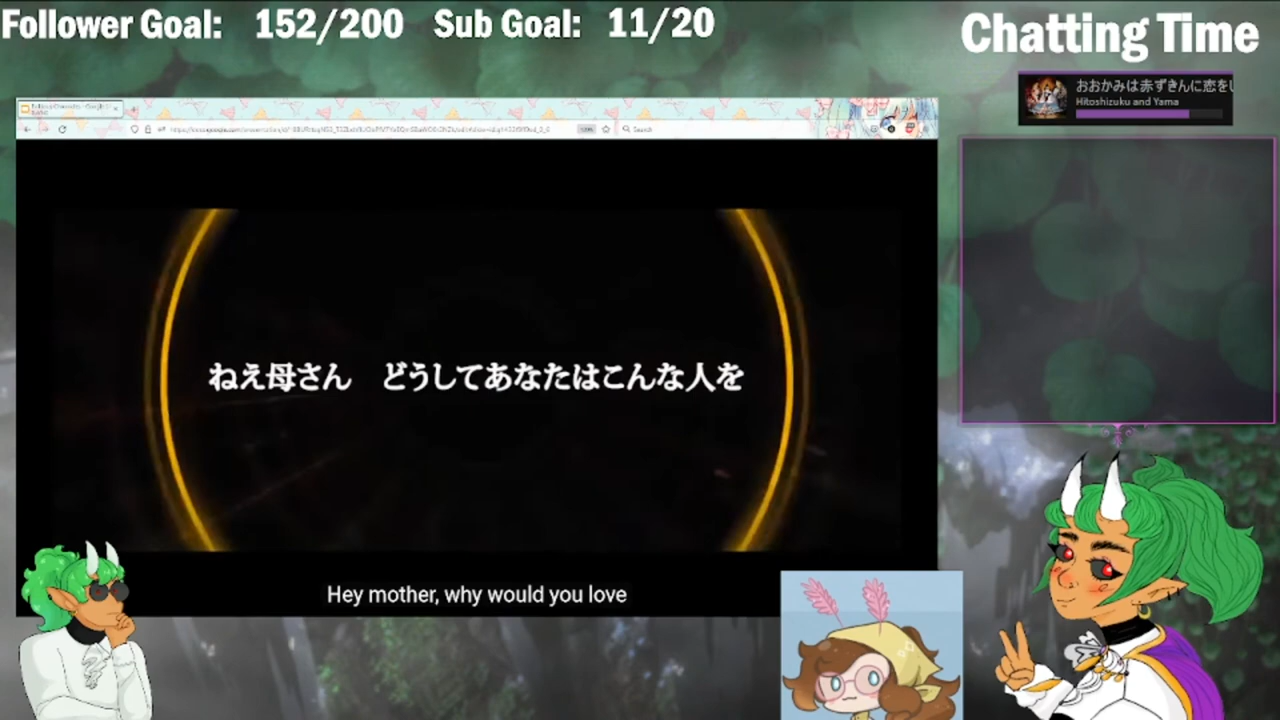 Follower Goal: 152/200 Sub Goal: 11/20
Chatting Time
おおかみは赤ずきんに恋を
Hitoshizuku and Yama
Search
ねえ母さん どうしてあなたはこんな人を
Hey mother, why would you love